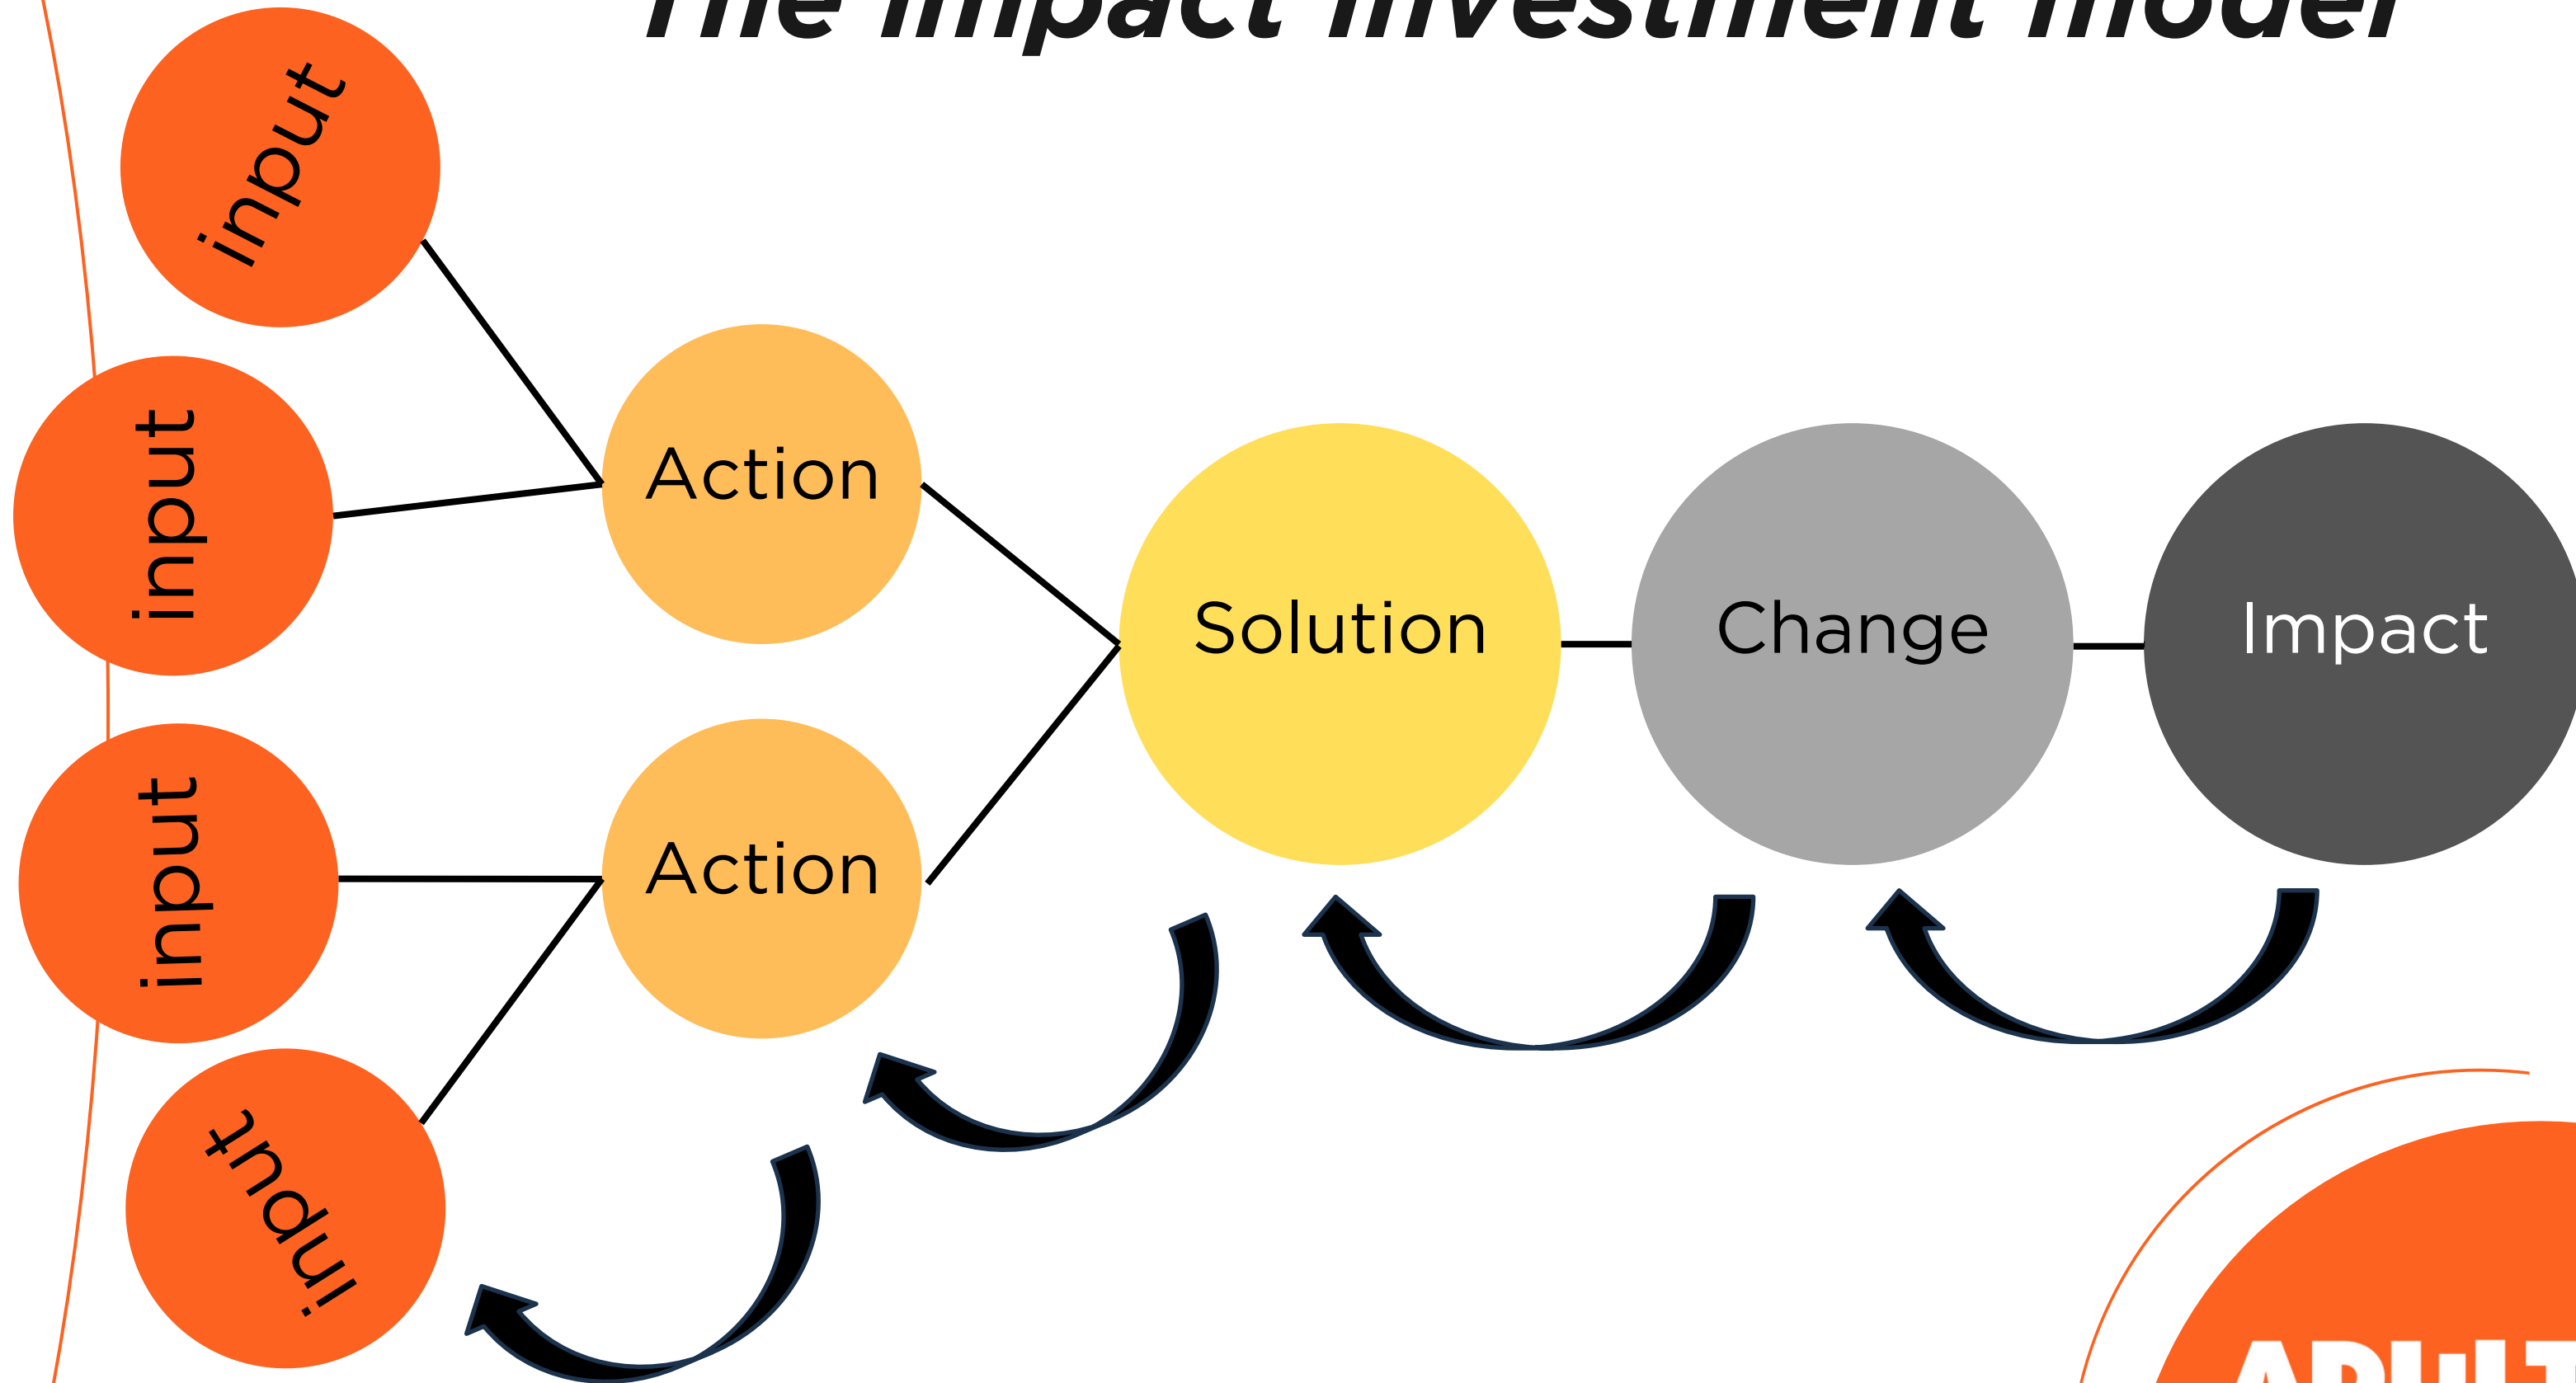 The impact investment model
input
input
input
input
Action
Action
Solution
Change
Impact